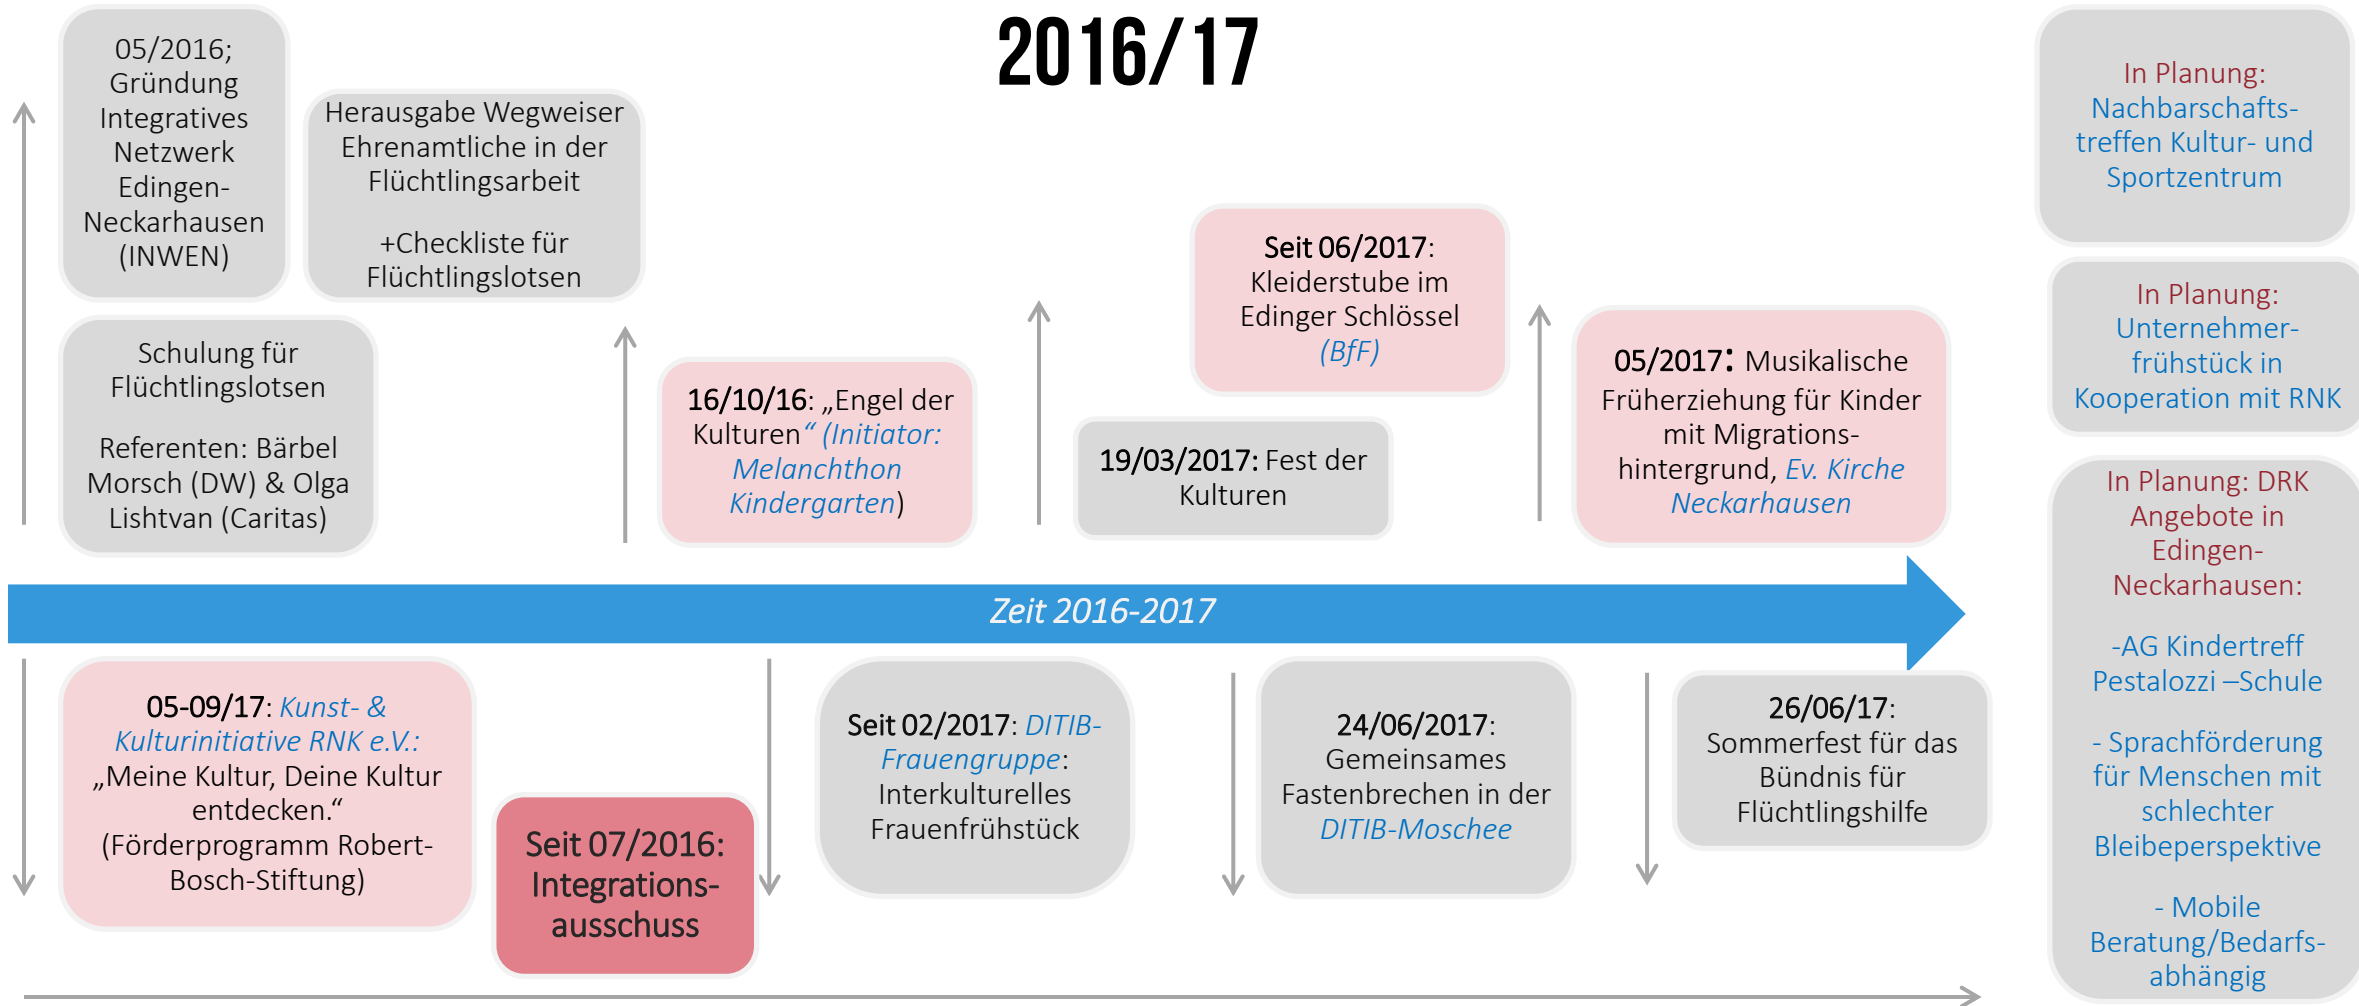 2016/17
05/2016;
Gründung
Integratives
Netzwerk
Edingen-
Neckarhausen
(INWEN)
Herausgabe Wegweiser
Ehrenamtliche in der
Flüchtlingsarbeit
+Checkliste für
Flüchtlingslotsen
Schulung für
Flüchtlingslotsen
Referenten: Bärbel
Morsch (DW) & Olga
Lishtvan (Caritas)
16/10/16: „Engel der
Kulturen“ (Initiator:
Melanchthon
Kindergarten)
Seit 06/2017:
Kleiderstube im
Edinger Schlössel
(BfF)
19/03/2017: Fest der
Kulturen
05/2017: Musikalische
Früherziehung für Kinder
mit Migrations-
hintergrund, Ev. Kirche
Neckarhausen
Zeit 2016-2017
05-09/17: Kunst- &
Kulturinitiative RNK e.V.:
„Meine Kultur, Deine Kultur
entdecken.“
(Förderprogramm Robert-
Bosch-Stiftung)
Seit 07/2016:
Integrations-
ausschuss
Seit 02/2017: DITIB-
Frauengruppe:
Interkulturelles
Frauenfrühstück
24/06/2017:
Gemeinsames
Fastenbrechen in der
DITIB-Moschee
26/06/17:
Sommerfest für das
Bündnis für
Flüchtlingshilfe
In Planung:
Nachbarschafts-
treffen Kultur- und
Sportzentrum
In Planung:
Unternehmer-
frühstück in
Kooperation mit RNK
In Planung: DRK
Angebote in
Edingen-
Neckarhausen:
-AG Kindertreff
Pestalozzi –Schule
- Sprachförderung
für Menschen mit
schlechter
Bleibeperspektive
- Mobile
Beratung/Bedarfs-
abhängig